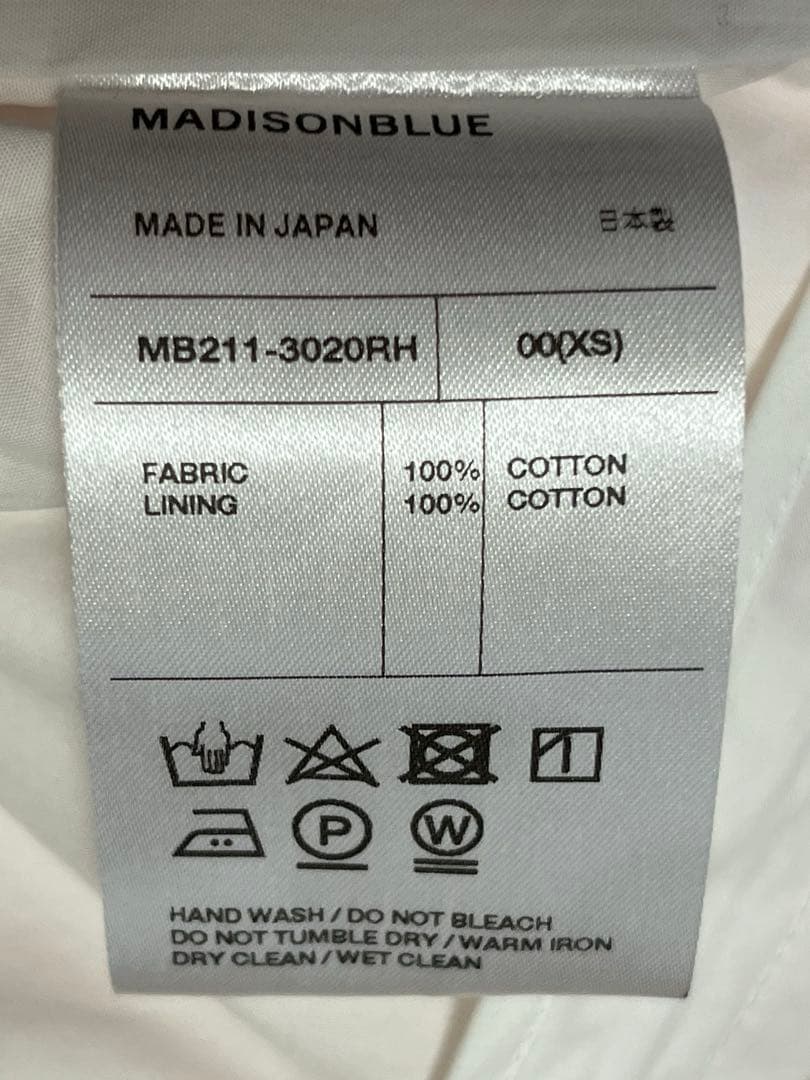 MADISONBLUE
MADE IN JAPAN 日本製
MB211-3020RH 00(XS)
FABRIC 100% COTTON
LINING 100% COTTON
P W
HAND WASH / DO NOT BLEACH
DO NOT TUMBLE DRY / WARM IRON
DRY CLEAN / WET CLEAN